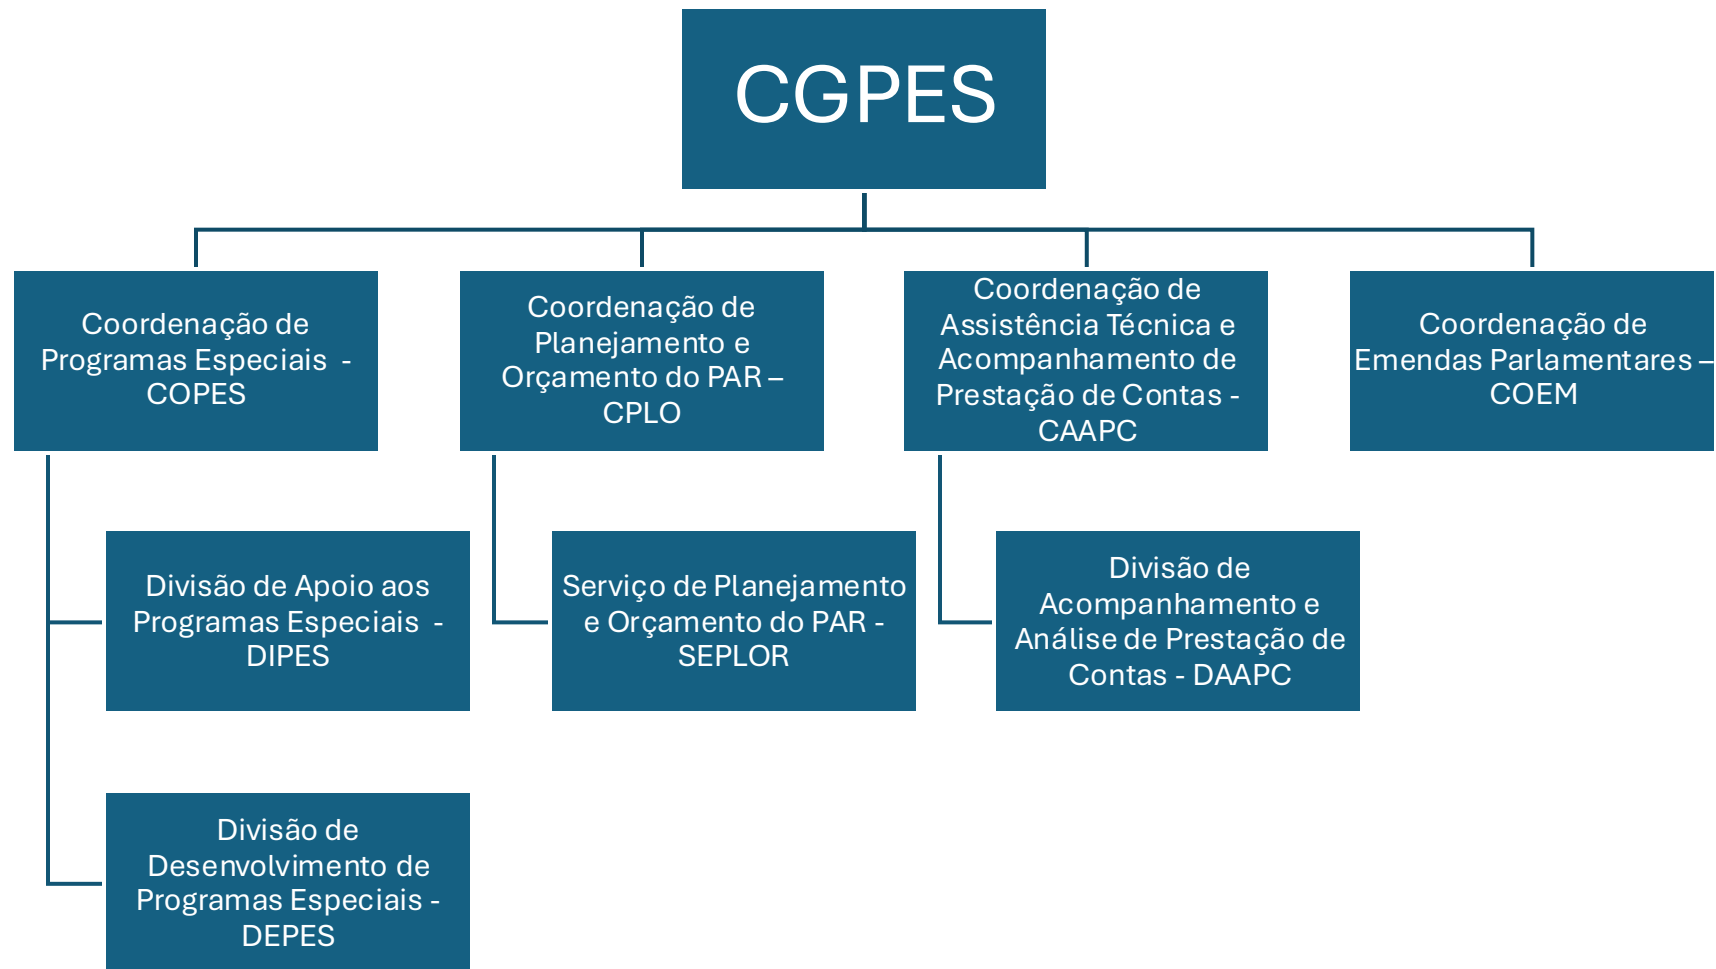 CGPES
Coordenação de
Programas Especiais -
COPES
Coordenação de
Planejamento e
Orçamento do PAR –
CPLO
Coordenação de
Assistência Técnica e
Acompanhamento de
Prestação de Contas -
CAAPC
Coordenação de
Emendas Parlamentares –
COEM
Divisão de Apoio aos
Programas Especiais -
DIPES
Serviço de Planejamento
e Orçamento do PAR -
SEPLOR
Divisão de
Acompanhamento e
Análise de Prestação de
Contas - DAAPC
Divisão de
Desenvolvimento de
Programas Especiais -
DEPES